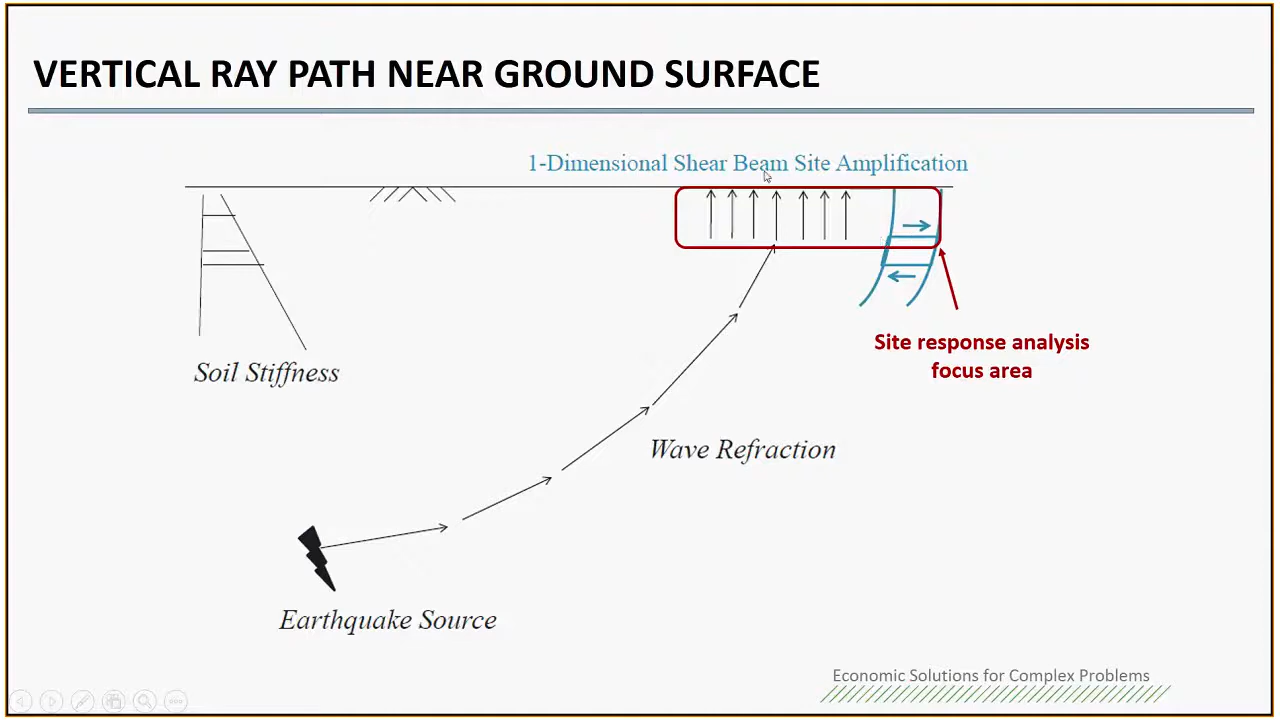 VERTICAL RAY PATH NEAR GROUND SURFACE
1-Dimensional Shear Beam Site Amplification
Site response analysis
focus area
Soil Stiffness
Wave Refraction
Earthquake Source
Economic Solutions for Complex Problems